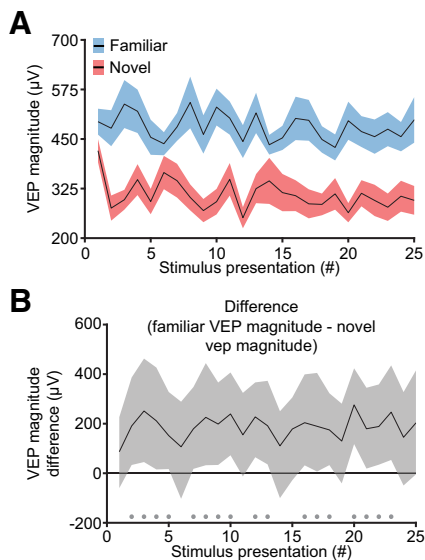 A
700
575
450
325
200
VEP magnitude (μV)
Familiar
Novel
0 5 10 15 20 25
Stimulus presentation (#)
B
Difference
(familiar VEP magnitude - novel
vep magnitude)
600
400
200
0
-200
VEP magnitude
difference (μV)
0 5 10 15 20 25
Stimulus presentation (#)